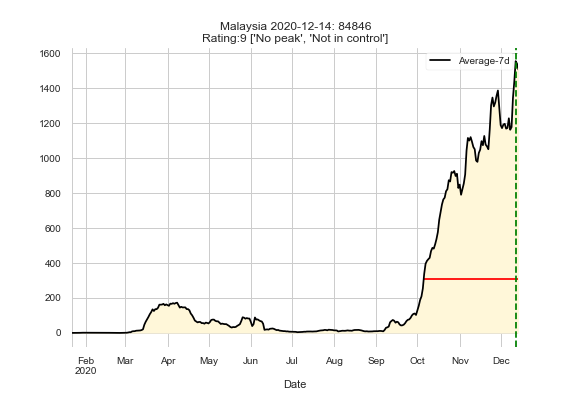 Malaysia 2020-12-14: 84846
Rating:9 ['No peak', 'Not in control']
Average-7d
1600
1400
1200
1000
800
600
400
200
0
Feb Mar Apr May Jun Jul Aug Sep Oct Nov Dec
2020
Date